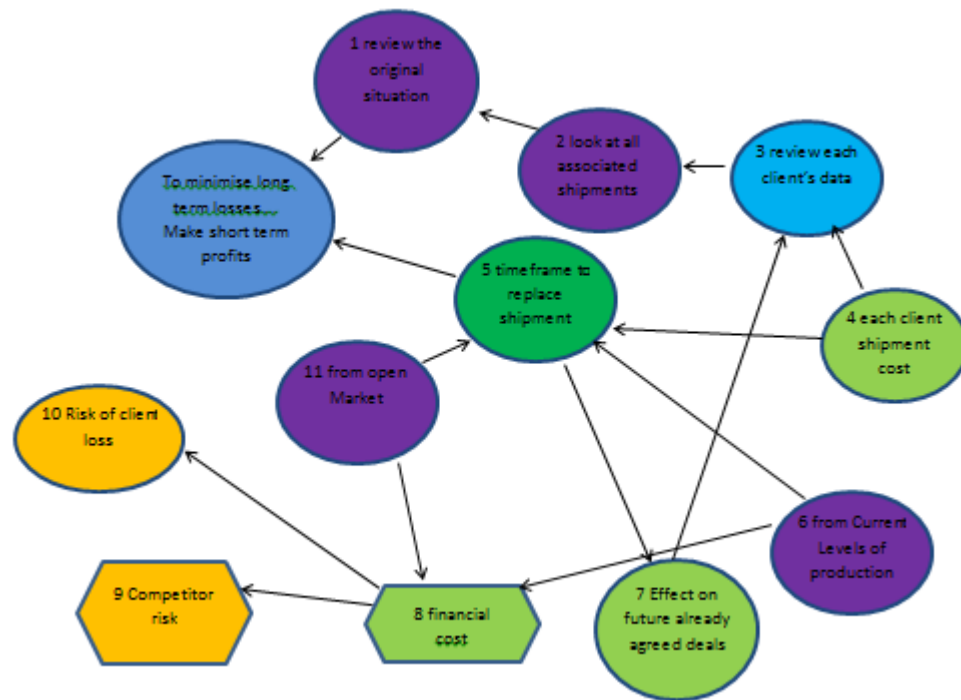 1 review the
original
situation
2 look at all
associated
shipments
3 review each
client's data
To minimise long
term losses..
Make short term
profits
5 timeframe to
replace
shipment
4 each client
shipment
cost
11 from open
Market
10 Risk of client
loss
6 from Current
Levels of
production
9 Competitor
risk
8 financial
cost
7 Effect on
future already
agreed deals